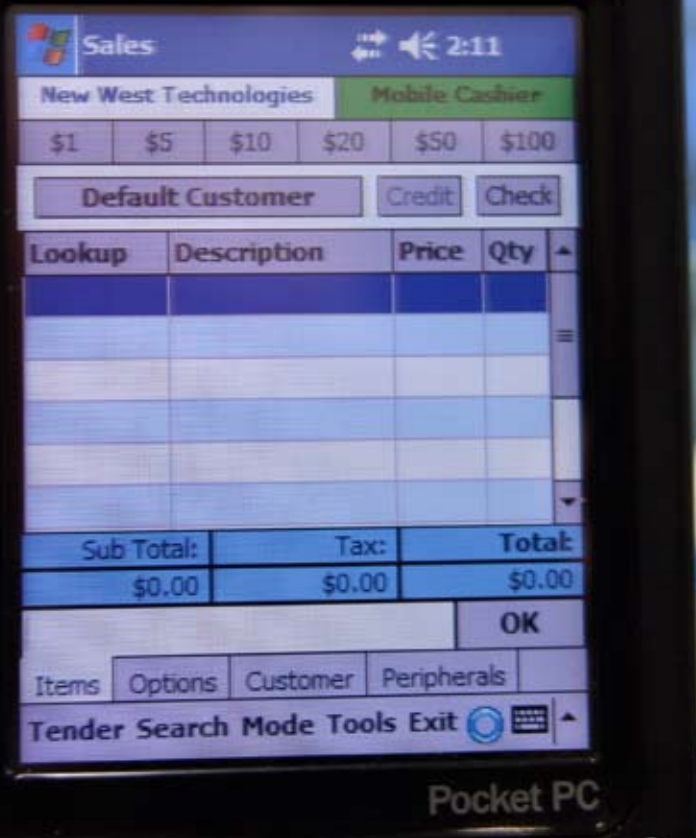 Sales 2:11
New West Technologies Mobile Cashier
$1 $5 $10 $20 $50 $100
Default Customer Credit Check
Lookup Description Price Qty
Sub Total: Tax: Total:
$0.00 $0.00 $0.00
OK
Items Options Customer Peripherals
Tender Search Mode Tools Exit
Pocket PC